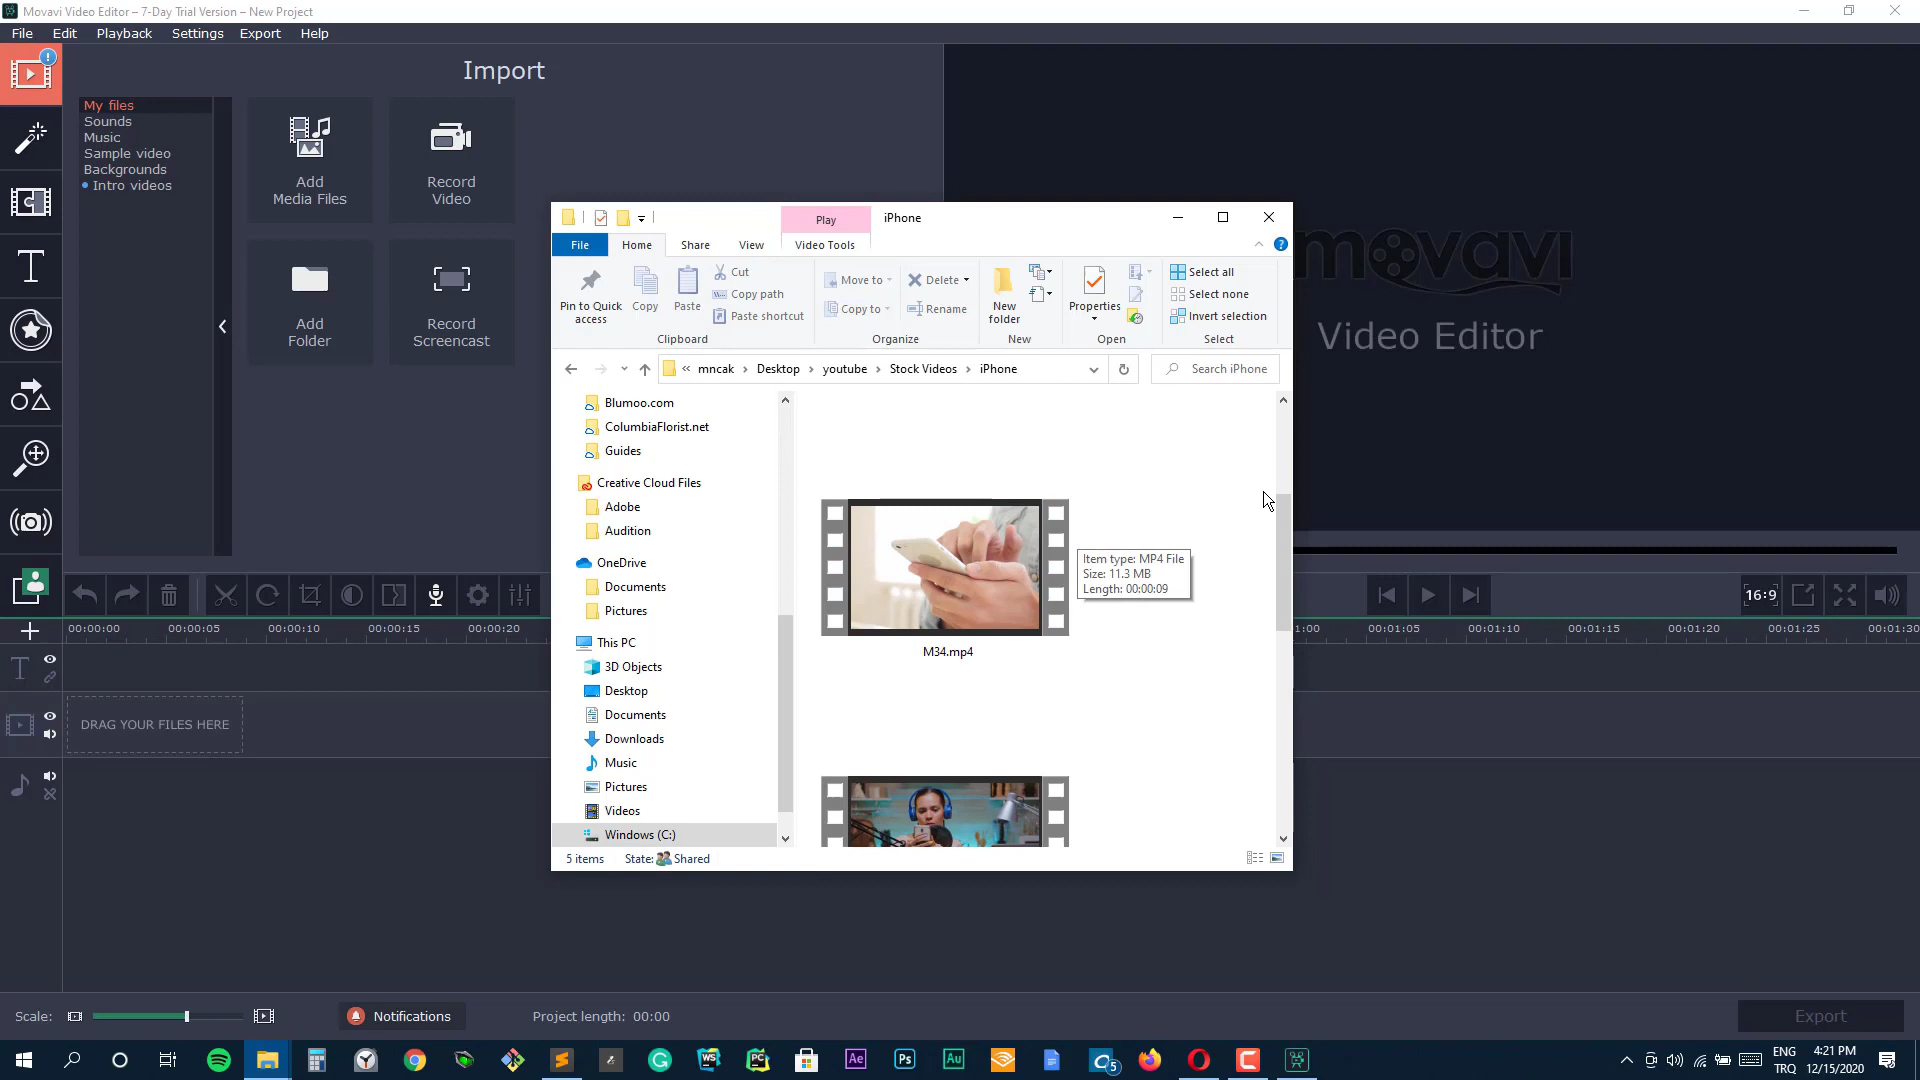 Movavi Video Editor – 7-Day Trial Version – New Project
File Edit Playback Settings Export Help
Import
My files
Sounds
Music
Sample video
Backgrounds
Intro videos
Add
Media Files
Record
Video
Add
Folder
Record
Screencast
movavi
Video Editor
Play
iPhone
File Home Share View Video Tools
Pin to Quick
access
Copy
Paste
Cut
Copy path
Paste shortcut
Clipboard
Move to
Copy to
Delete
Rename
Organize
New
folder
New
Properties
Open
Select all
Select none
Invert selection
Select
« mncak > Desktop > youtube > Stock Videos > iPhone
Search iPhone
Blumoo.com
ColumbiaFlorist.net
Guides
Creative Cloud Files
Adobe
Audition
OneDrive
Documents
Pictures
This PC
3D Objects
Desktop
Documents
Downloads
Music
Pictures
Videos
Windows (C:)
Item type: MP4 File
Size: 11.3 MB
Length: 00:00:09
M34.mp4
5 items State: Shared
16:9
00:00:00 00:00:05 00:00:10 00:00:15 00:00:20 1:00 00:01:05 00:01:10 00:01:15 00:01:20 00:01:25 00:01:30
DRAG YOUR FILES HERE
Scale:
Notifications
Project length: 00:00
Export
WS
PC
Ae
Ps
Au
5
ENG
TRQ
4:21 PM
12/15/2020